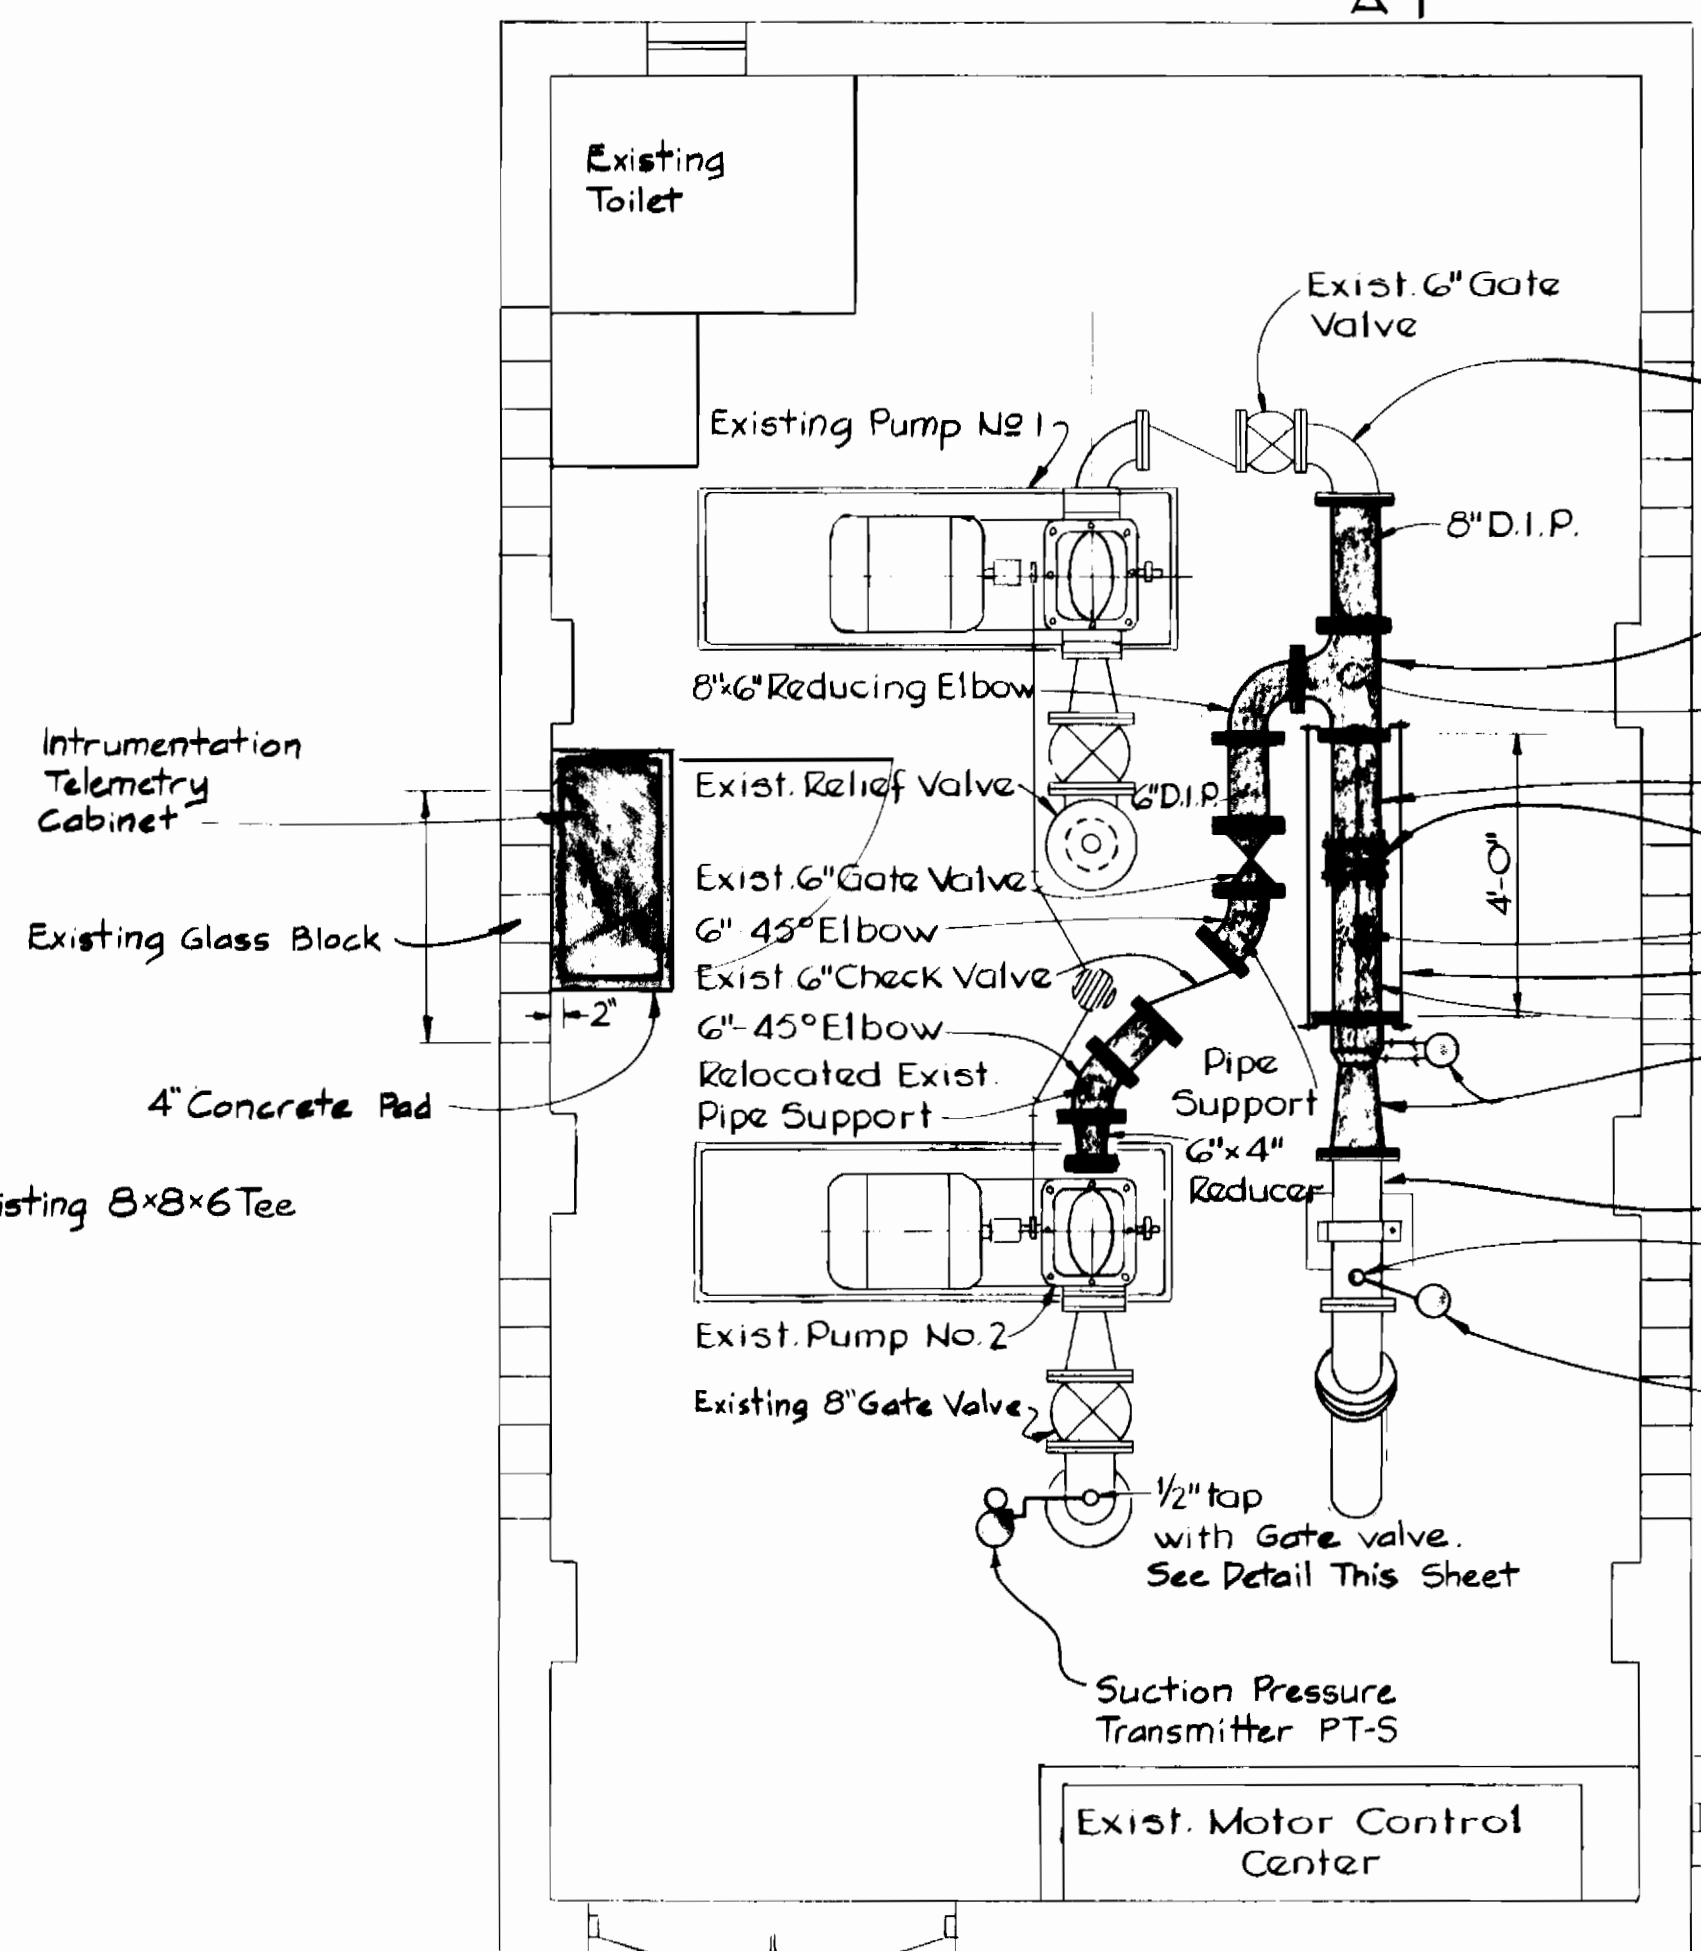 Existing
Toilet
Exist. 6" Gate
Valve
Existing Pump Nº 1
8" D.I.P.
8"x6" Reducing Elbow
Intrumentation
Telemetry
Cabinet
Exist. Relief Valve
6" D.I.P.
4'-0"
Exist. 6" Gate Valve
6" 45° Elbow
Existing Glass Block
Exist 6" Check Valve
2"
6"-45° Elbow
Relocated Exist.
Pipe Support
Pipe
Support
4" Concrete Pad
6"x4"
Reducer
isting 8x8x6 Tee
Exist. Pump No. 2
Existing 8" Gate Valve
1/2" tap
with Gate valve.
See Detail This Sheet
Suction Pressure
Transmitter PT-S
Exist. Motor Control
Center